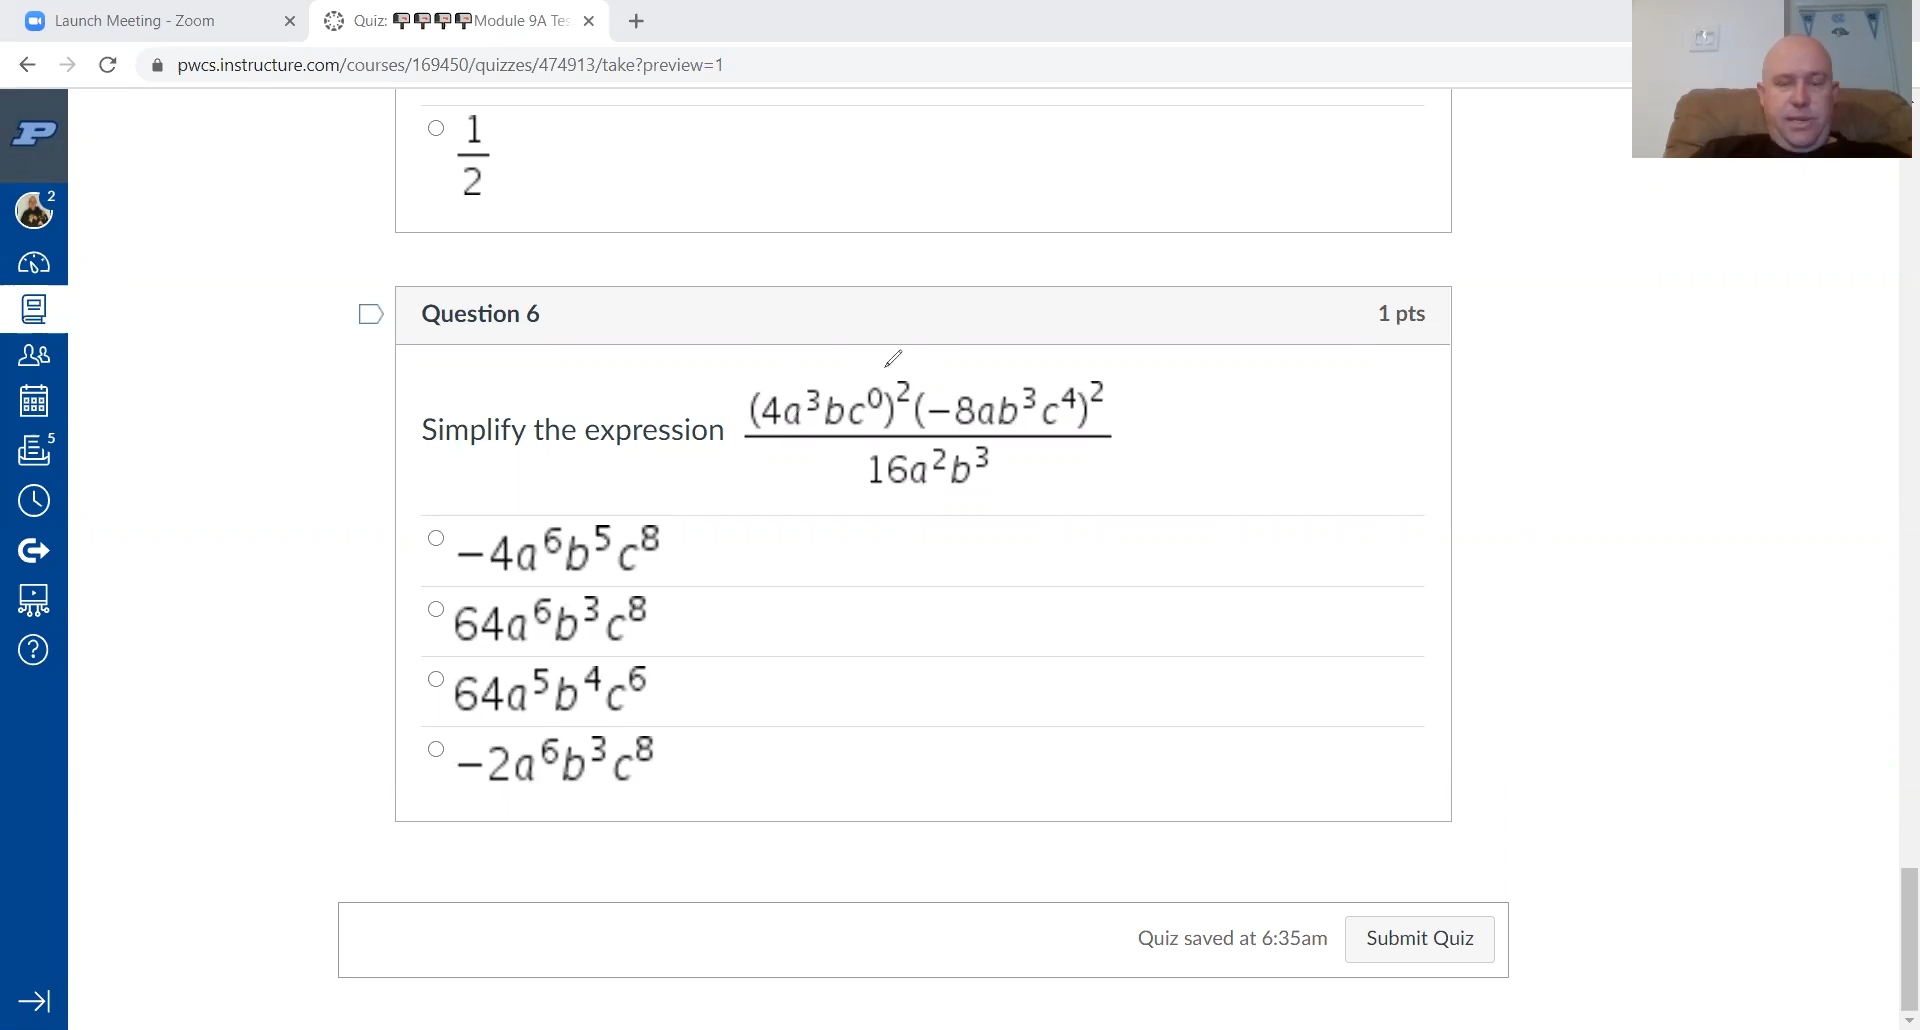 Launch Meeting - Zoom
Quiz: 📭📭📭📭Module 9A Tes
pwcs.instructure.com/courses/169450/quizzes/474913/take?preview=1
P
2
5
1/2
Question 6
1 pts
Simplify the expression (4a³bc⁰)²(−8ab³c⁴)² / 16a²b³
−4a⁶b⁵c⁸
64a⁶b³c⁸
64a⁵b⁴c⁶
−2a⁶b³c⁸
Quiz saved at 6:35am
Submit Quiz